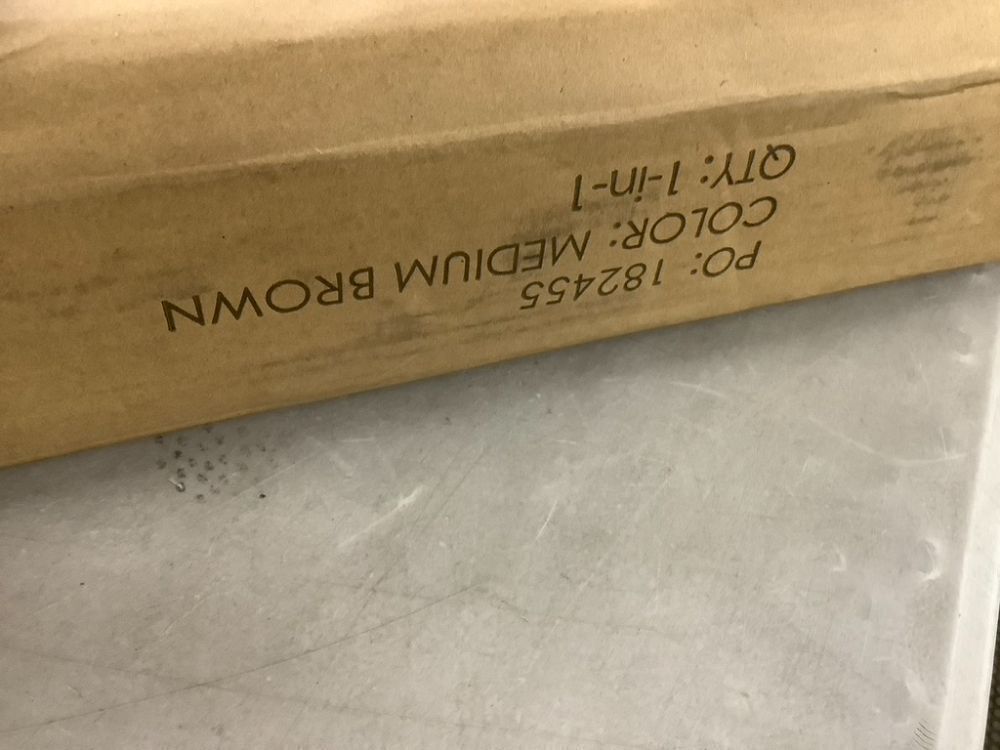 PO: 182455
COLOR: MEDIUM BROWN
QTY: 1-in-1